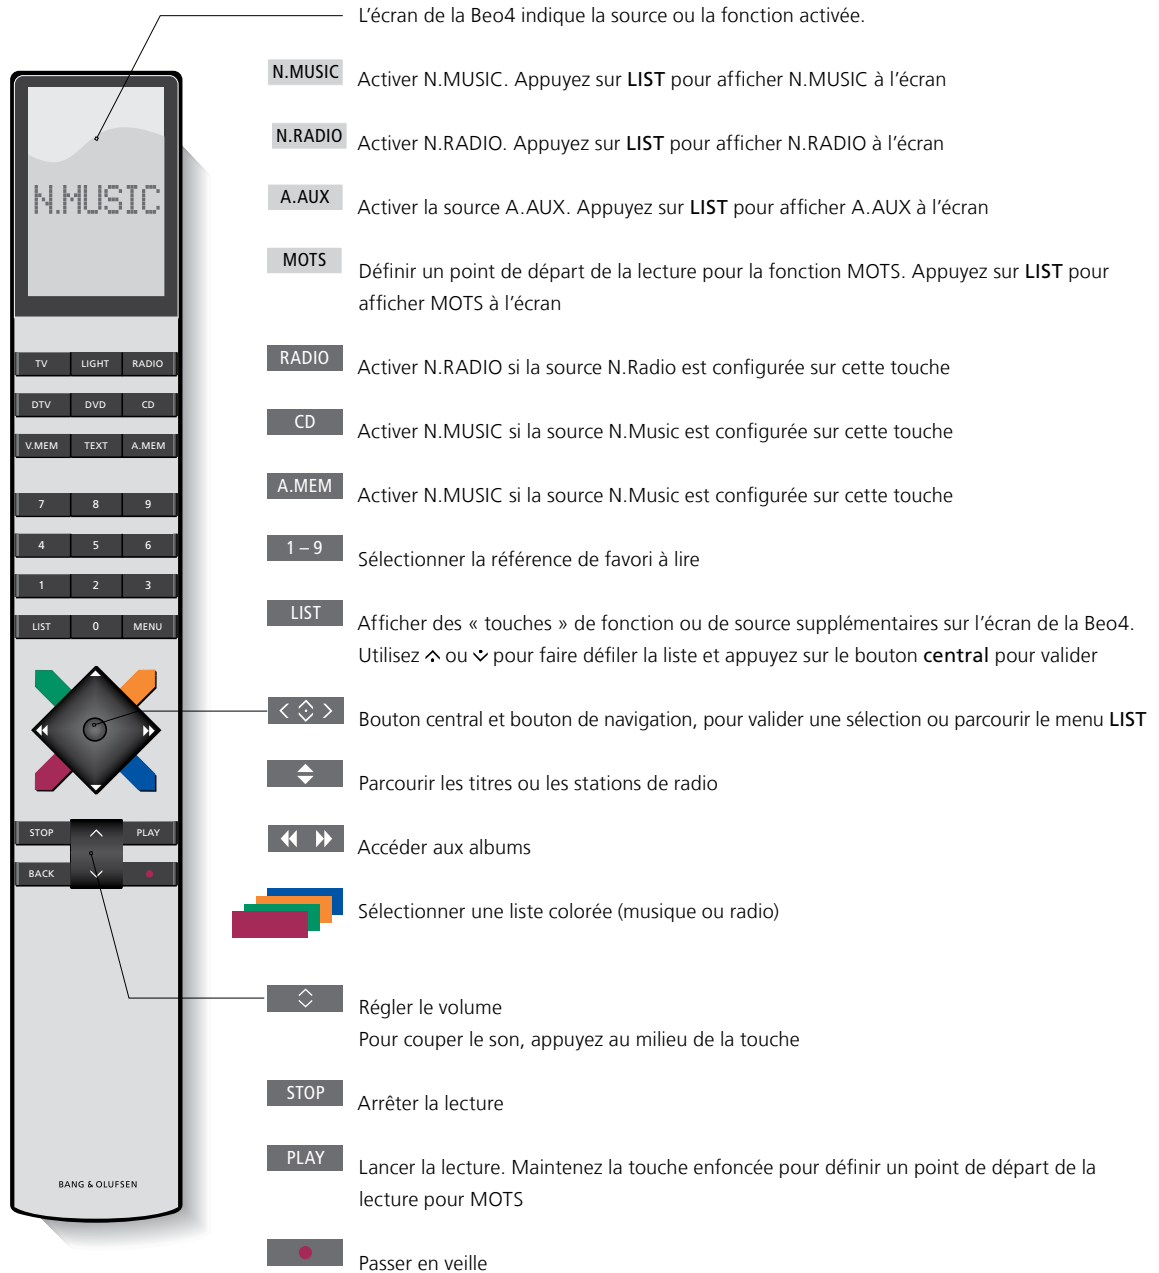 L’écran de la Beo4 indique la source ou la fonction activée.
N.MUSIC Activer N.MUSIC. Appuyez sur LIST pour afficher N.MUSIC à l’écran
N.RADIO Activer N.RADIO. Appuyez sur LIST pour afficher N.RADIO à l’écran
A.AUX Activer la source A.AUX. Appuyez sur LIST pour afficher A.AUX à l’écran
MOTS Définir un point de départ de la lecture pour la fonction MOTS. Appuyez sur LIST pour
afficher MOTS à l’écran
RADIO Activer N.RADIO si la source N.Radio est configurée sur cette touche
CD Activer N.MUSIC si la source N.Music est configurée sur cette touche
A.MEM Activer N.MUSIC si la source N.Music est configurée sur cette touche
1 – 9 Sélectionner la référence de favori à lire
LIST Afficher des « touches » de fonction ou de source supplémentaires sur l’écran de la Beo4.
Utilisez ou pour faire défiler la liste et appuyez sur le bouton central pour valider
Bouton central et bouton de navigation, pour valider une sélection ou parcourir le menu LIST
Parcourir les titres ou les stations de radio
Accéder aux albums
Sélectionner une liste colorée (musique ou radio)
Régler le volume
Pour couper le son, appuyez au milieu de la touche
STOP Arrêter la lecture
PLAY Lancer la lecture. Maintenez la touche enfoncée pour définir un point de départ de la
lecture pour MOTS
Passer en veille
N.MUSIC
TV LIGHT RADIO
DTV DVD CD
V.MEM TEXT A.MEM
7 8 9
4 5 6
1 2 3
LIST 0 MENU
STOP PLAY
BACK
BANG & OLUFSEN